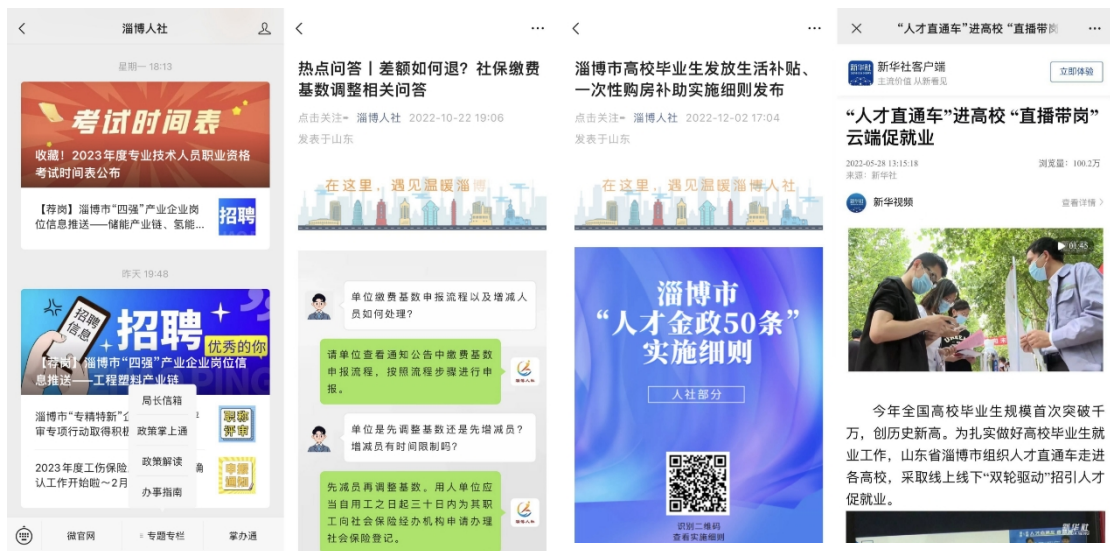 淄博人社
星期一 18:13
考试时间表
收藏！2023年度专业技术人员职业资格
考试时间表公布
【荐岗】淄博市“四强”产业企业岗
位信息推送——储能产业链、氢能...
招聘
昨天 19:48
招聘
信息
招聘
优秀的你
【荐岗】淄博市“四强”产业企业岗位信
息推送——工程塑料产业链
淄博市“专精特新”企
审专项行动取得积极
职称
评审
2023年度工伤保险
确
认工作开始啦～2月
申报
通知
局长信箱
政策掌上通
政策解读
办事指南
微官网
专题专栏
掌办通
热点问答丨差额如何退？社保缴费
基数调整相关问答
点击关注 淄博人社 2022-10-22 19:06
发表于山东
在这里，遇见温暖淄博
单位缴费基数申报流程以及增减人
员如何处理？
请单位查看通知公告中缴费基数
申报流程，按照流程步骤进行申
报。
单位是先调整基数还是先增减员？
增减员有时间限制吗？
先减员再调整基数。用人单位应
当自用工之日起三十日内为其职
工向社会保险经办机构申请办理
社会保险登记。
淄博市高校毕业生发放生活补贴、
一次性购房补助实施细则发布
点击关注 淄博人社 2022-12-02 17:04
发表于山东
在这里，遇见温暖淄博人社
淄博市
“人才金政50条”
实施细则
人社部分
识别二维码
查看实施细则
“人才直通车”进高校 “直播带岗
新华社
新华社客户端
主流价值 从新看见
立即体验
“人才直通车”进高校 “直播带岗”
云端促就业
2022-05-28 13:15:18
浏览量：100.2万
来源：新华社
新华视频
查看详情
01:45
今年全国高校毕业生规模首次突破千
万，创历史新高。为扎实做好高校毕业生就
业工作，山东省淄博市组织人才直通车走进
各高校，采取线上线下“双轮驱动”招引人才
促就业。
新华社